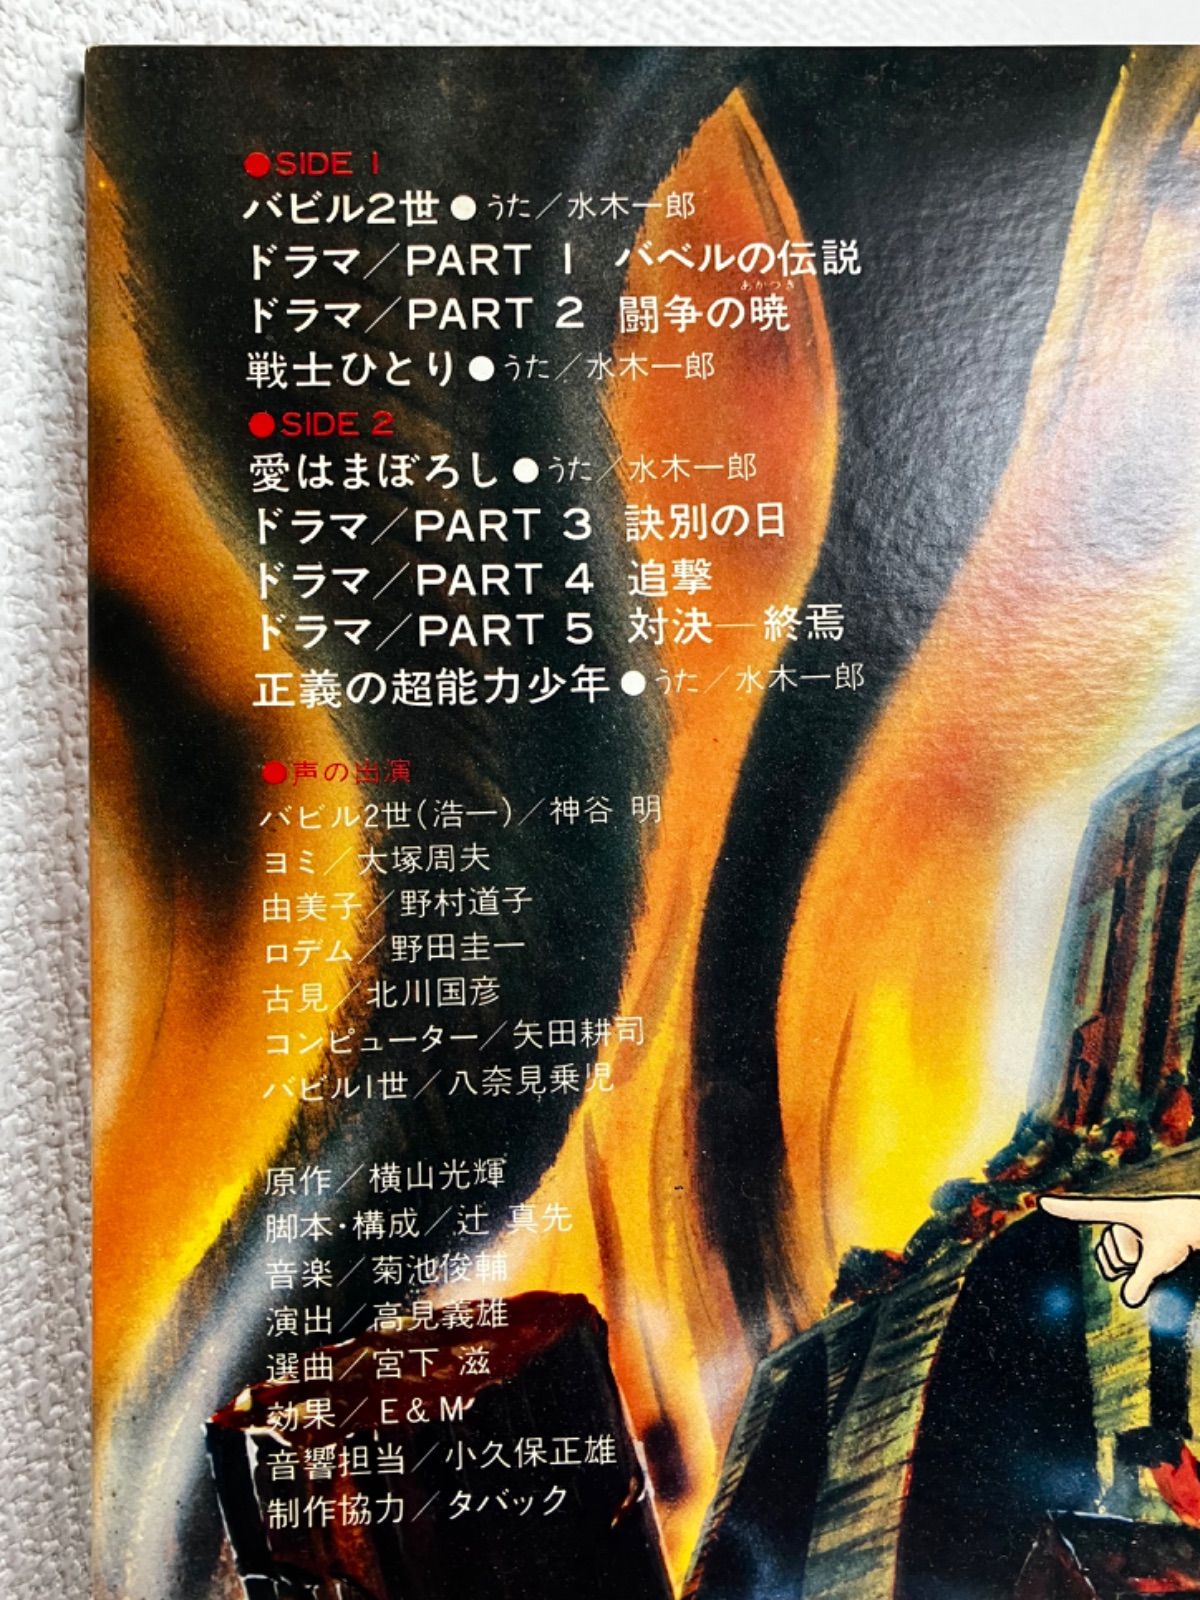 ●SIDE 1
バビル2世●うた／水木一郎
ドラマ／PART 1 バベルの伝説
あかつき
ドラマ／PART 2 闘争の暁
戦士ひとり●うた／水木一郎
●SIDE 2
愛はまぼろし●うた／水木一郎
ドラマ／PART 3 訣別の日
ドラマ／PART 4 追撃
ドラマ／PART 5 対決―終焉
正義の超能力少年●うた／水木一郎
●声の出演
バビル2世(浩一)／神谷 明
ヨミ／大塚周夫
由美子／野村道子
ロデム／野田圭一
古見／北川国彦
コンピューター／矢田耕司
バビル1世／八奈見乗児
原作／横山光輝
脚本・構成／辻 真先
音楽／菊池俊輔
演出／高見義雄
選曲／宮下 滋
効果／E&M
音響担当／小久保正雄
制作協力／タバック